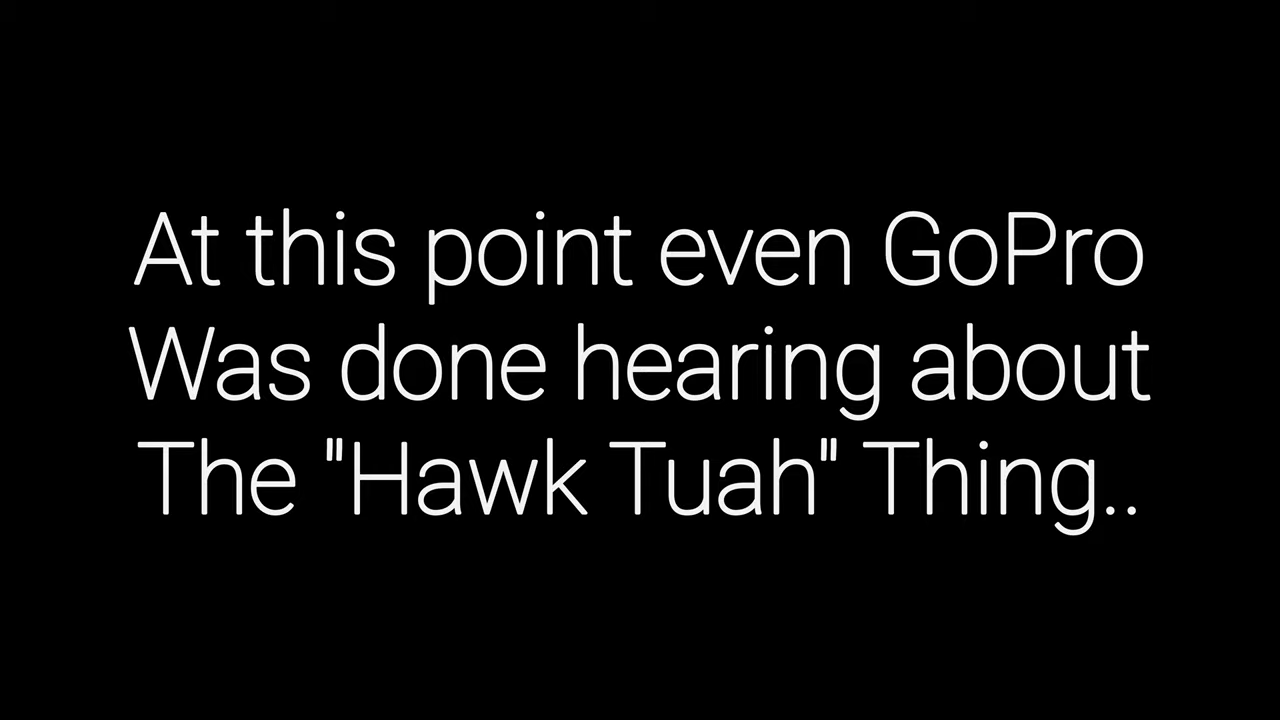 At this point even GoPro
Was done hearing about
The "Hawk Tuah" Thing..